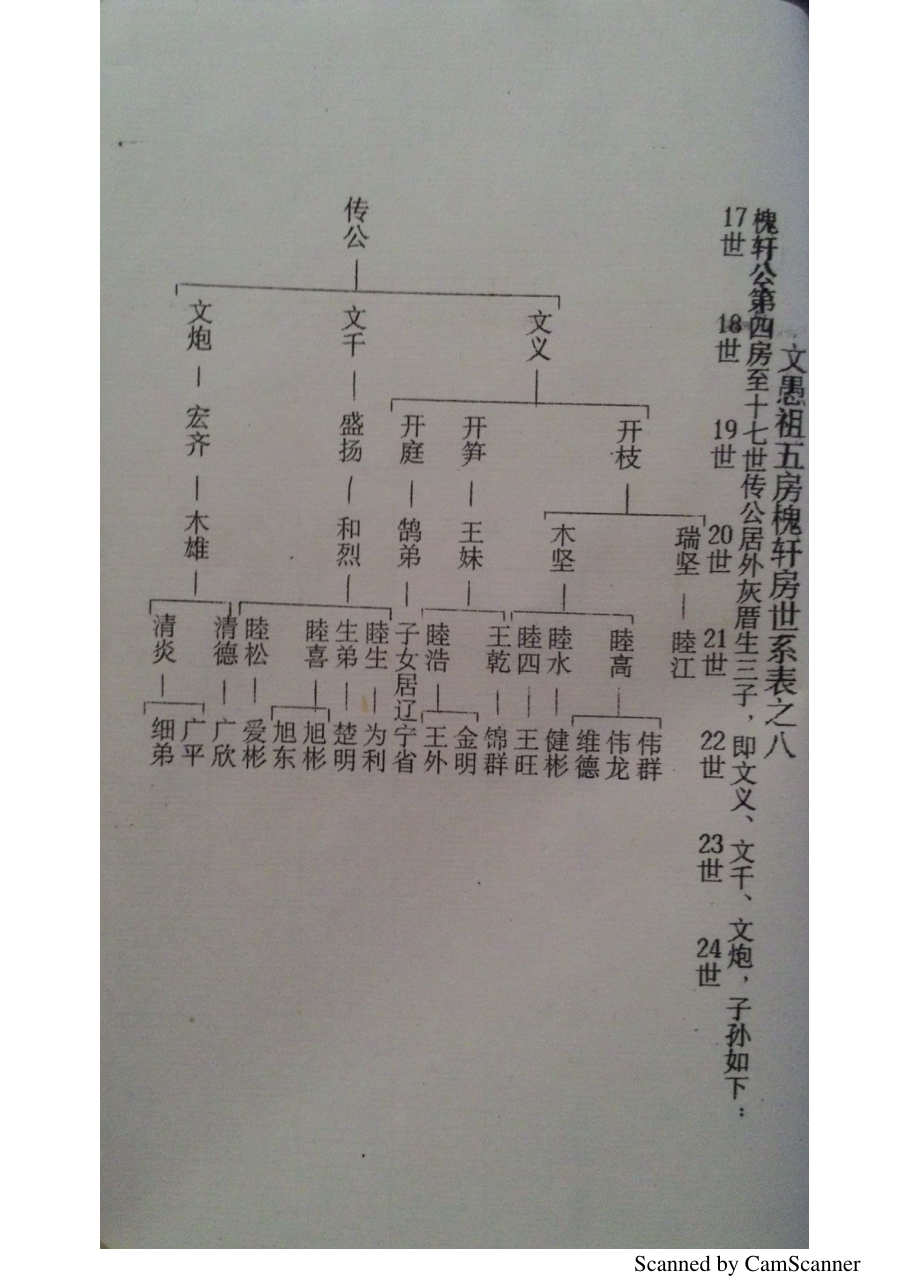 文愚祖五房槐轩房世系表之八
槐轩公第四房至十七世传公居外灰厝生三子，即文义、文千、文炮，子孙如下：
17世 18世 19世 20世 21世 22世 23世 24世
传公
文义 文千 文炮
开枝 开笋 开庭 盛扬 宏齐
瑞坚 木坚 王妹 鹄弟 和烈 木雄
睦江 睦高 睦水 睦四 王乾 睦浩 子女居辽宁省 睦生 生弟 睦喜 睦松 清德 清炎
伟群 伟龙 维德 健彬 王旺 锦群 金明 王外 为利 楚明 旭彬 旭东 爱彬 广欣 广平 细弟
Scanned by CamScanner